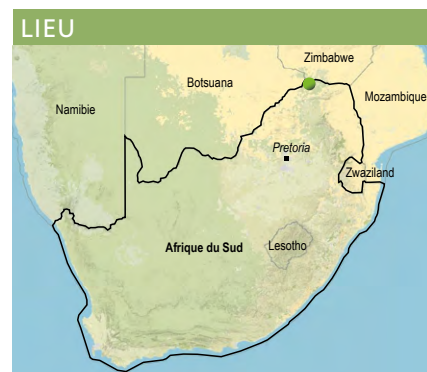 LIEU
Zimbabwe
Botsuana
Namibie
Mozambique
Pretoria
Zwaziland
Afrique du Sud
Lesotho